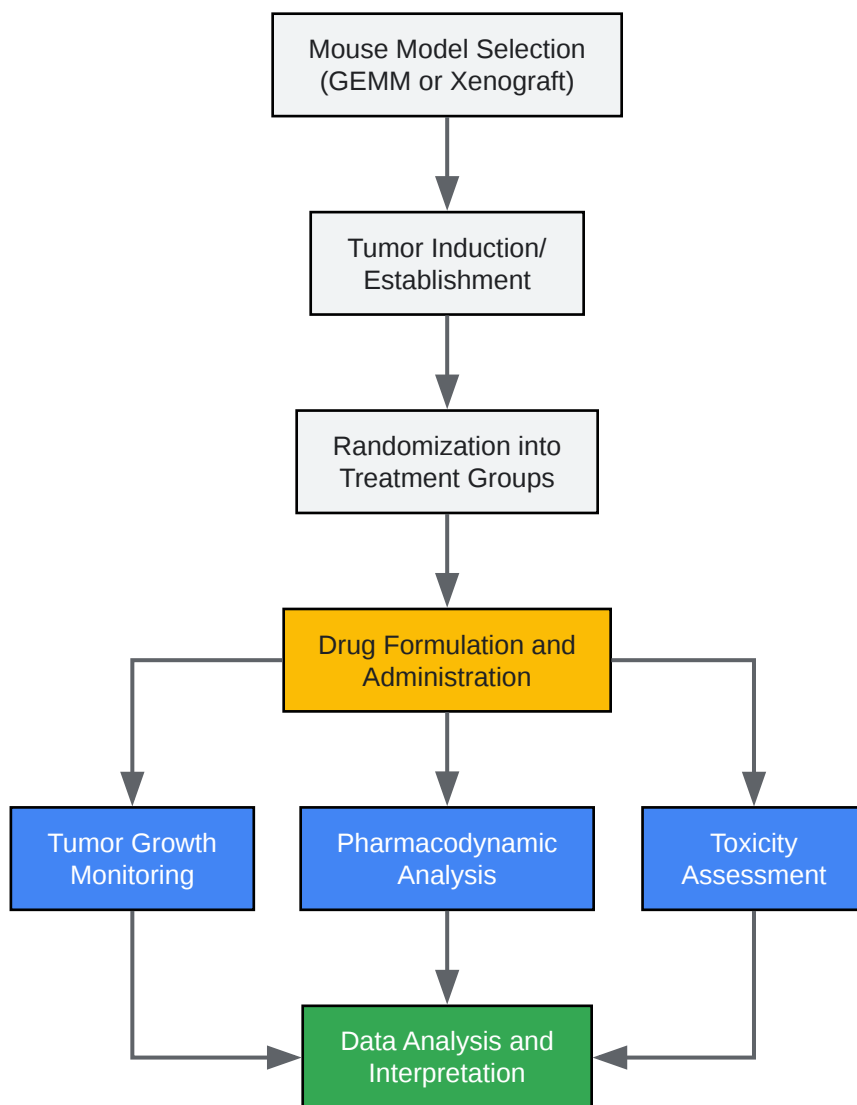 Mouse Model Selection
(GEMM or Xenograft)
Tumor Induction/
Establishment
Randomization into
Treatment Groups
Drug Formulation and
Administration
Tumor Growth
Monitoring
Pharmacodynamic
Analysis
Toxicity
Assessment
Data Analysis and
Interpretation